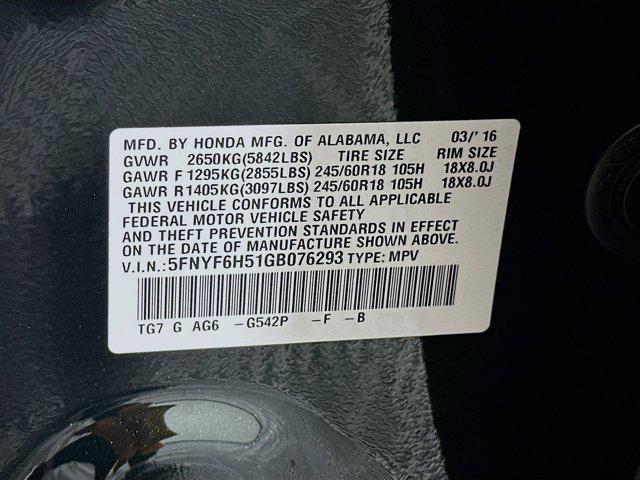 MFD. BY HONDA MFG. OF ALABAMA, LLC 03/' 16
GVWR 2650KG(5842LBS) TIRE SIZE RIM SIZE
GAWR F 1295KG(2855LBS) 245/60R18 105H 18X8.0J
GAWR R1405KG(3097LBS) 245/60R18 105H 18X8.0J
THIS VEHICLE CONFORMS TO ALL APPLICABLE
FEDERAL MOTOR VEHICLE SAFETY
AND THEFT PREVENTION STANDARDS IN EFFECT
ON THE DATE OF MANUFACTURE SHOWN ABOVE.
V.I.N.:5FNYF6H51GB076293 TYPE: MPV
TG7 G AG6 -G542P -F -B